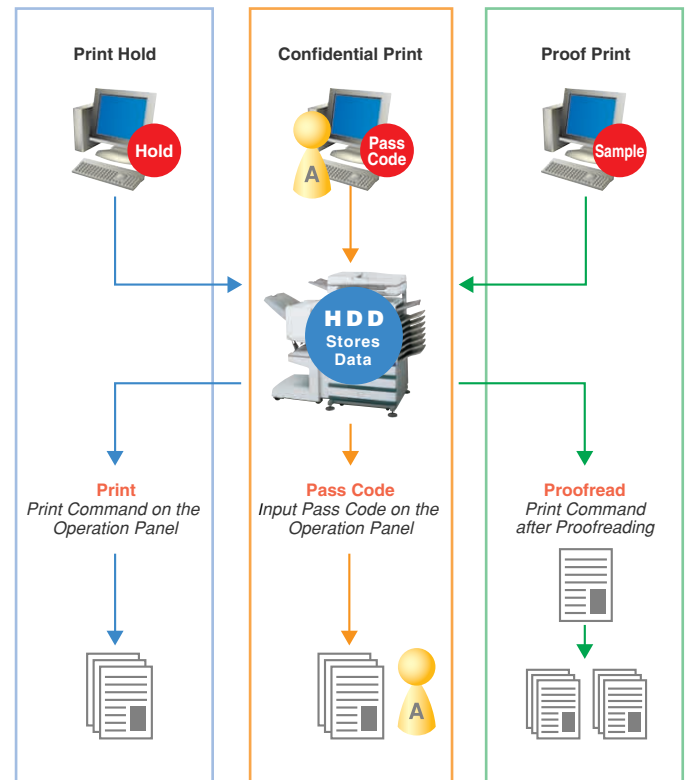 Print Hold
Hold
Confidential Print
Pass
Code
A
Proof Print
Sample
HDD
Stores
Data
Print
Print Command on the
Operation Panel
Pass Code
Input Pass Code on the
Operation Panel
A
Proofread
Print Command
after Proofreading